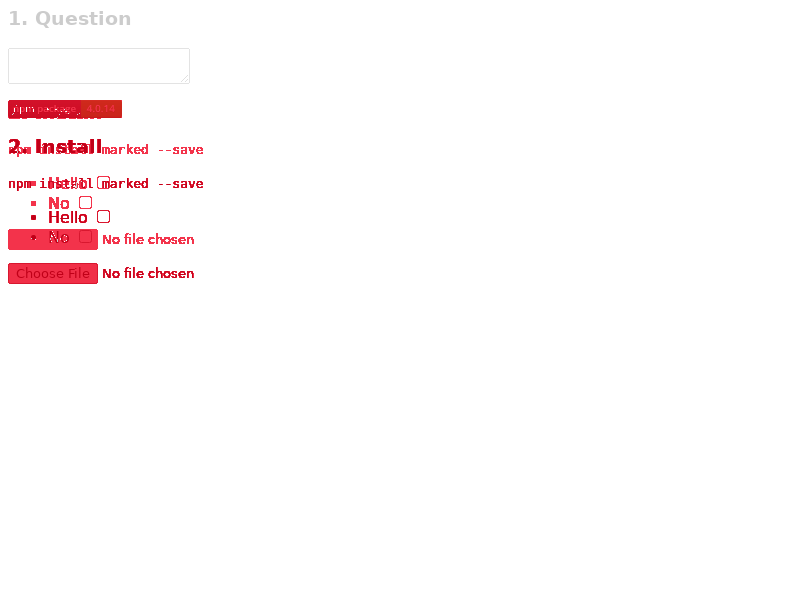 1. Question
npm package 4.0.14
2. Install
npm install marked --save
npm install marked --save
Hello
No
Hello
No
No file chosen
Choose File No file chosen